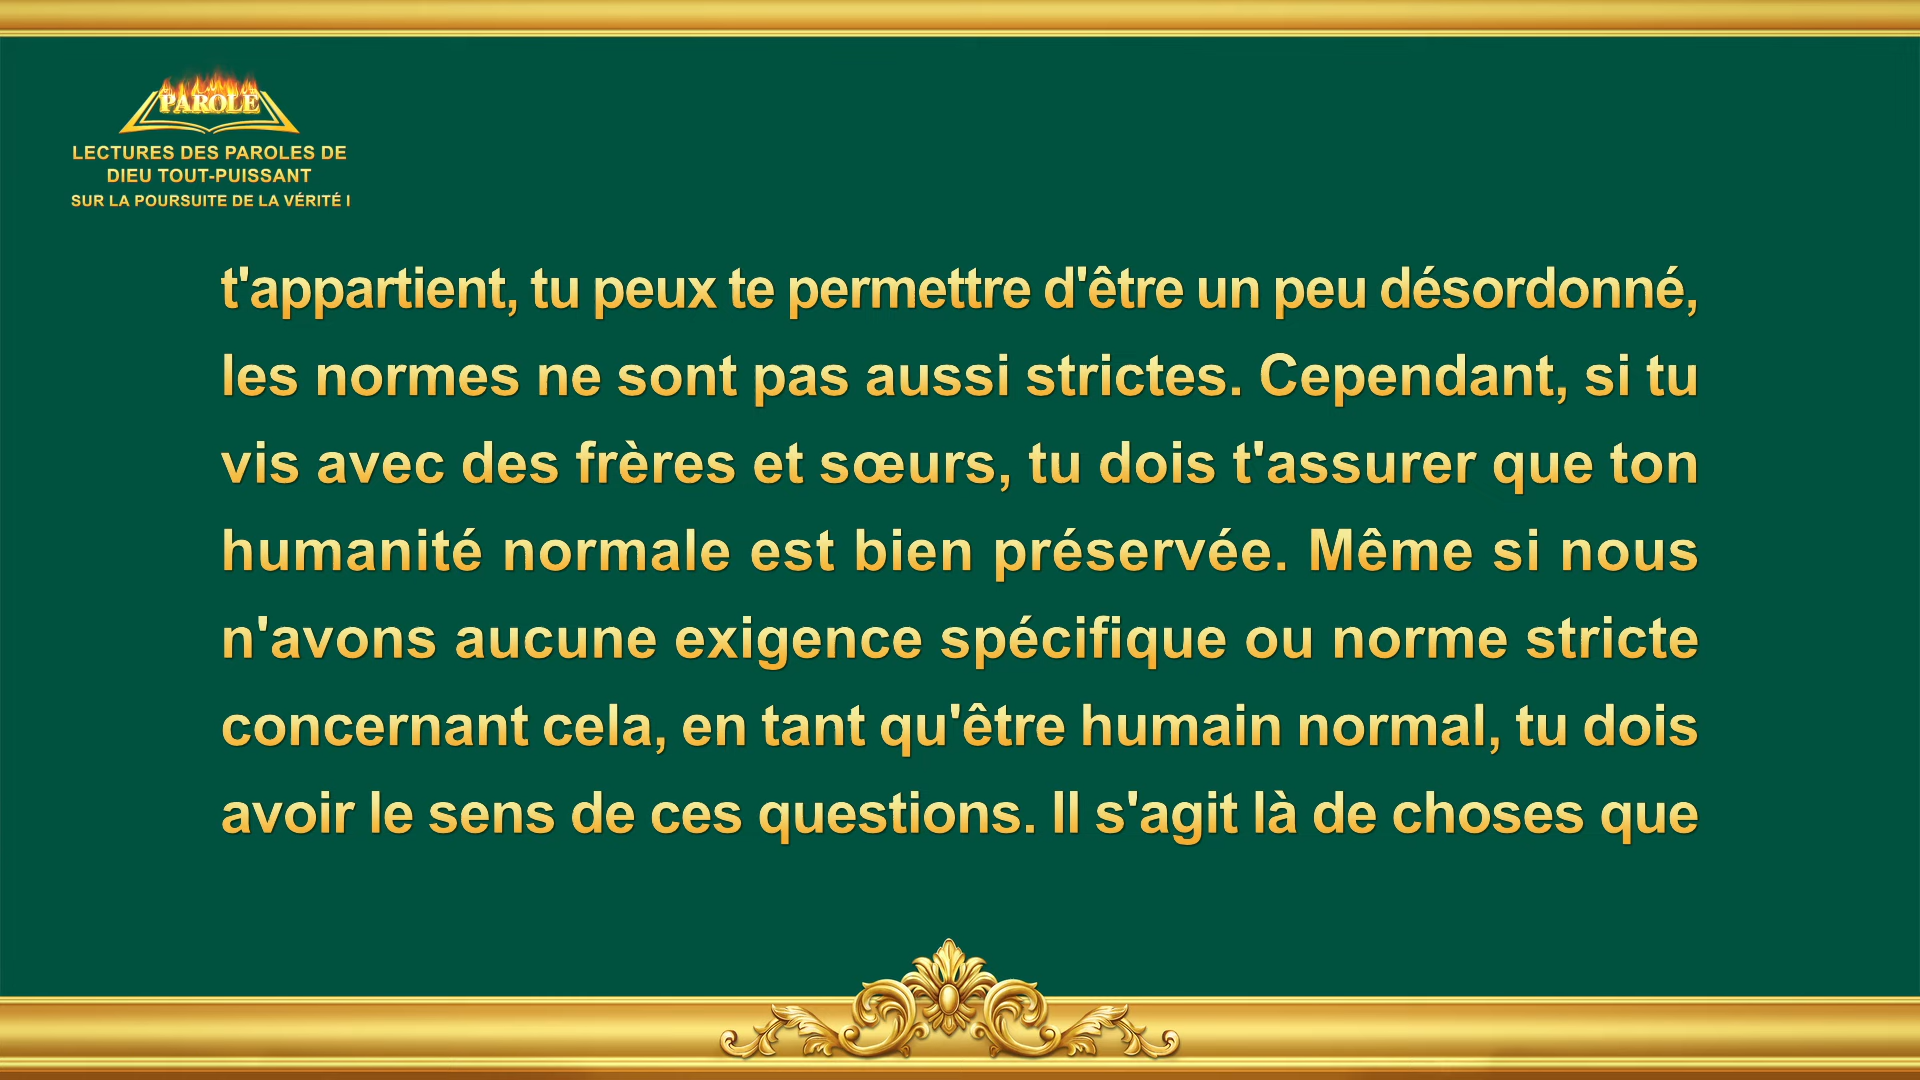 PAROLE
LECTURES DES PAROLES DE
DIEU TOUT-PUISSANT
SUR LA POURSUITE DE LA VÉRITÉ I
t'appartient, tu peux te permettre d'être un peu désordonné,
les normes ne sont pas aussi strictes. Cependant, si tu
vis avec des frères et sœurs, tu dois t'assurer que ton
humanité normale est bien préservée. Même si nous
n'avons aucune exigence spécifique ou norme stricte
concernant cela, en tant qu'être humain normal, tu dois
avoir le sens de ces questions. Il s'agit là de choses que